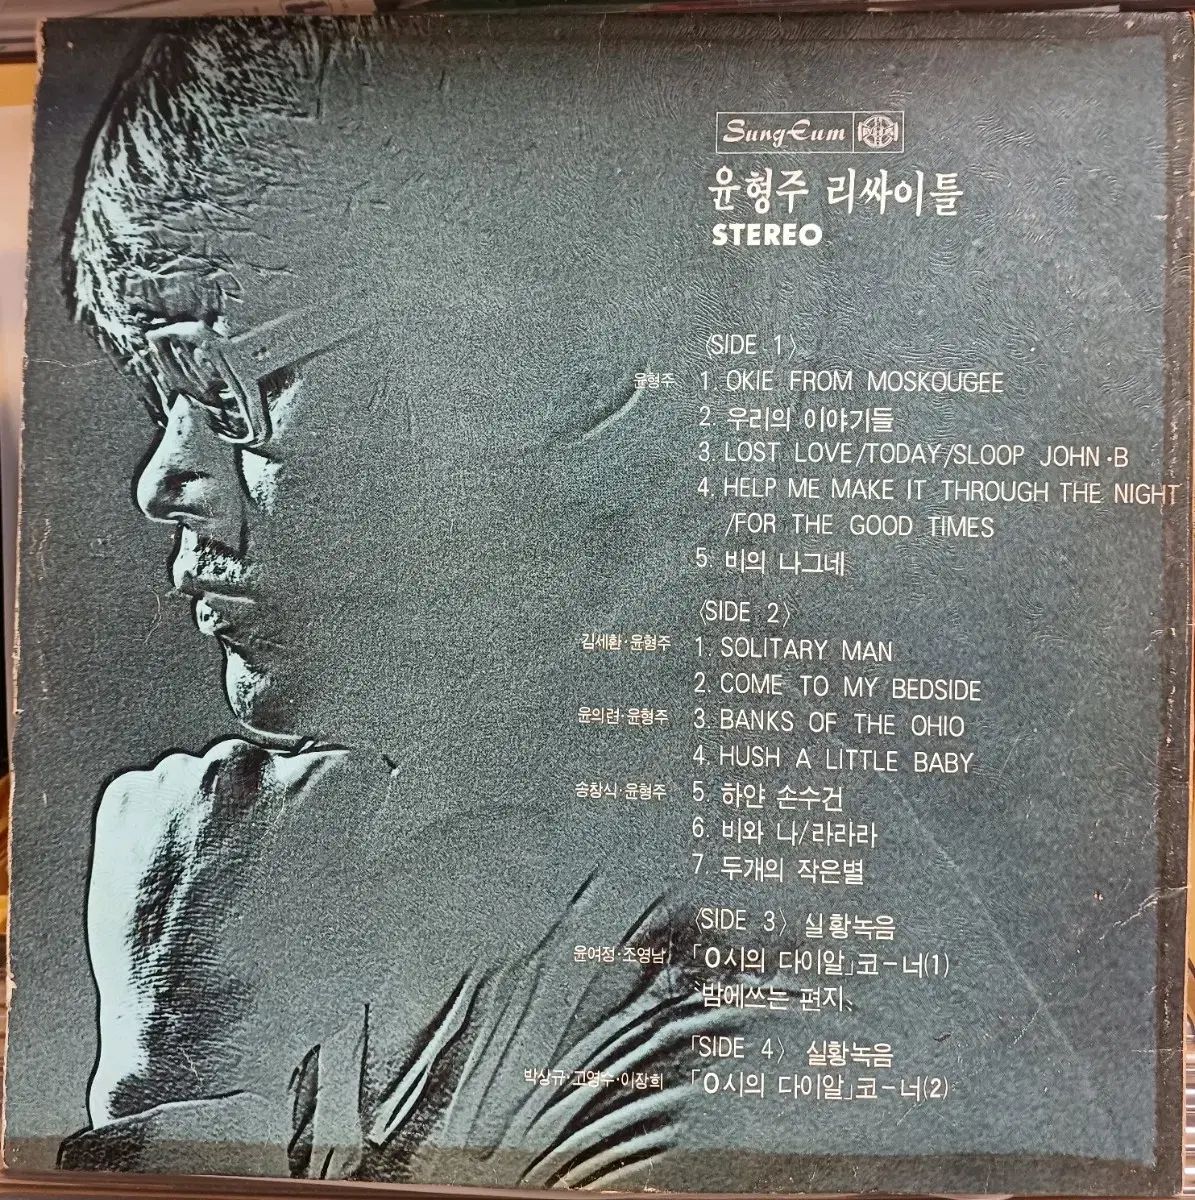 SungEum
윤형주 리싸이틀
STEREO
〈SIDE 1〉
윤형주 1. OKIE FROM MOSKOUGEE
2. 우리의 이야기들
3. LOST LOVE/TODAY/SLOOP JOHN·B
4. HELP ME MAKE IT THROUGH THE NIGHT
/FOR THE GOOD TIMES
5 비의 나그네
〈SIDE 2〉
김세환·윤형주 1. SOLITARY MAN
2. COME TO MY BEDSIDE
윤의련·윤형주 3. BANKS OF THE OHIO
4. HUSH A LITTLE BABY
송창식·윤형주 5. 하얀 손수건
6. 비와 나/라라라
7. 두개의 작은별
〈SIDE 3〉 실황녹음
윤여정·조영남 「0시의 다이알」코-너(1)
〝밤에쓰는 편지〟
「SIDE 4〉 실황녹음
박상규·고영수·이장희 「0시의 다이알」코-너(2)